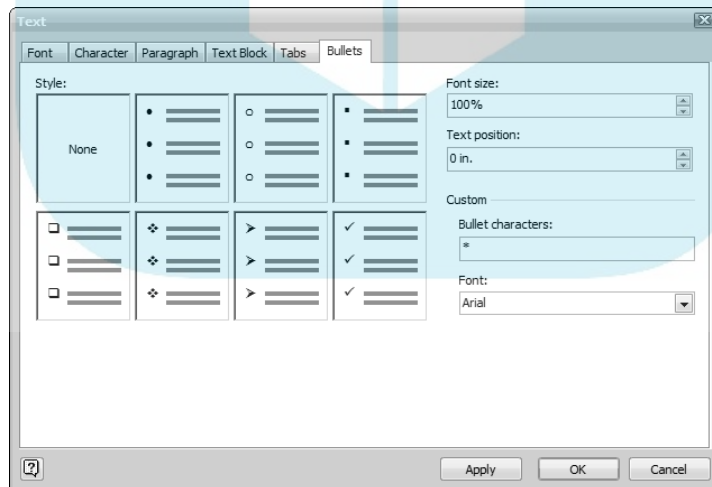 Text
Font Character Paragraph Text Block Tabs Bullets
Style:
None
Font size:
100%
Text position:
0 in.
Custom
Bullet characters:
*
Font:
Arial
Apply OK Cancel